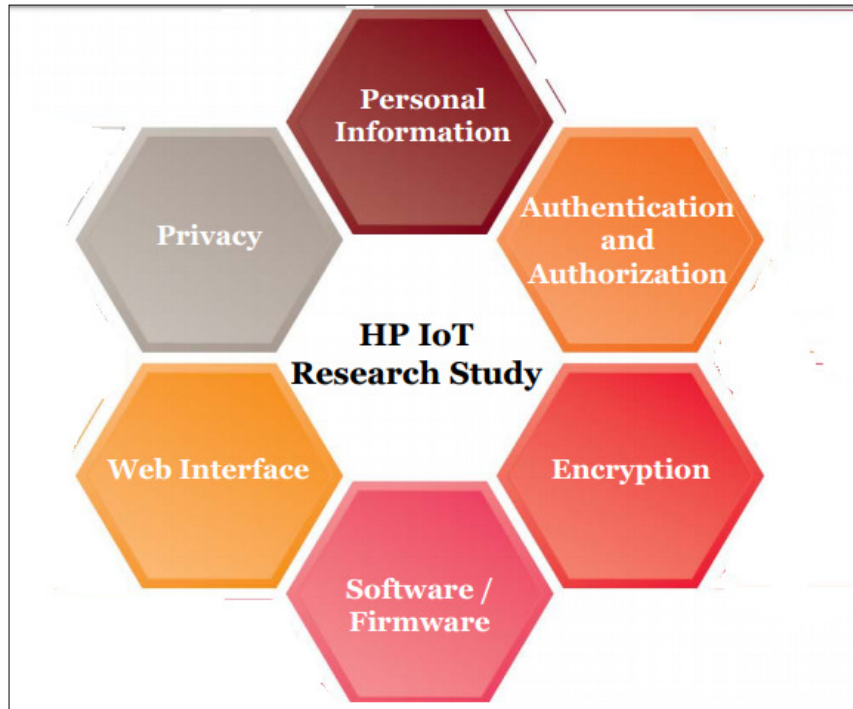 Personal
Information
Authentication
and
Authorization
Privacy
HP IoT
Research Study
Web Interface
Encryption
Software /
Firmware